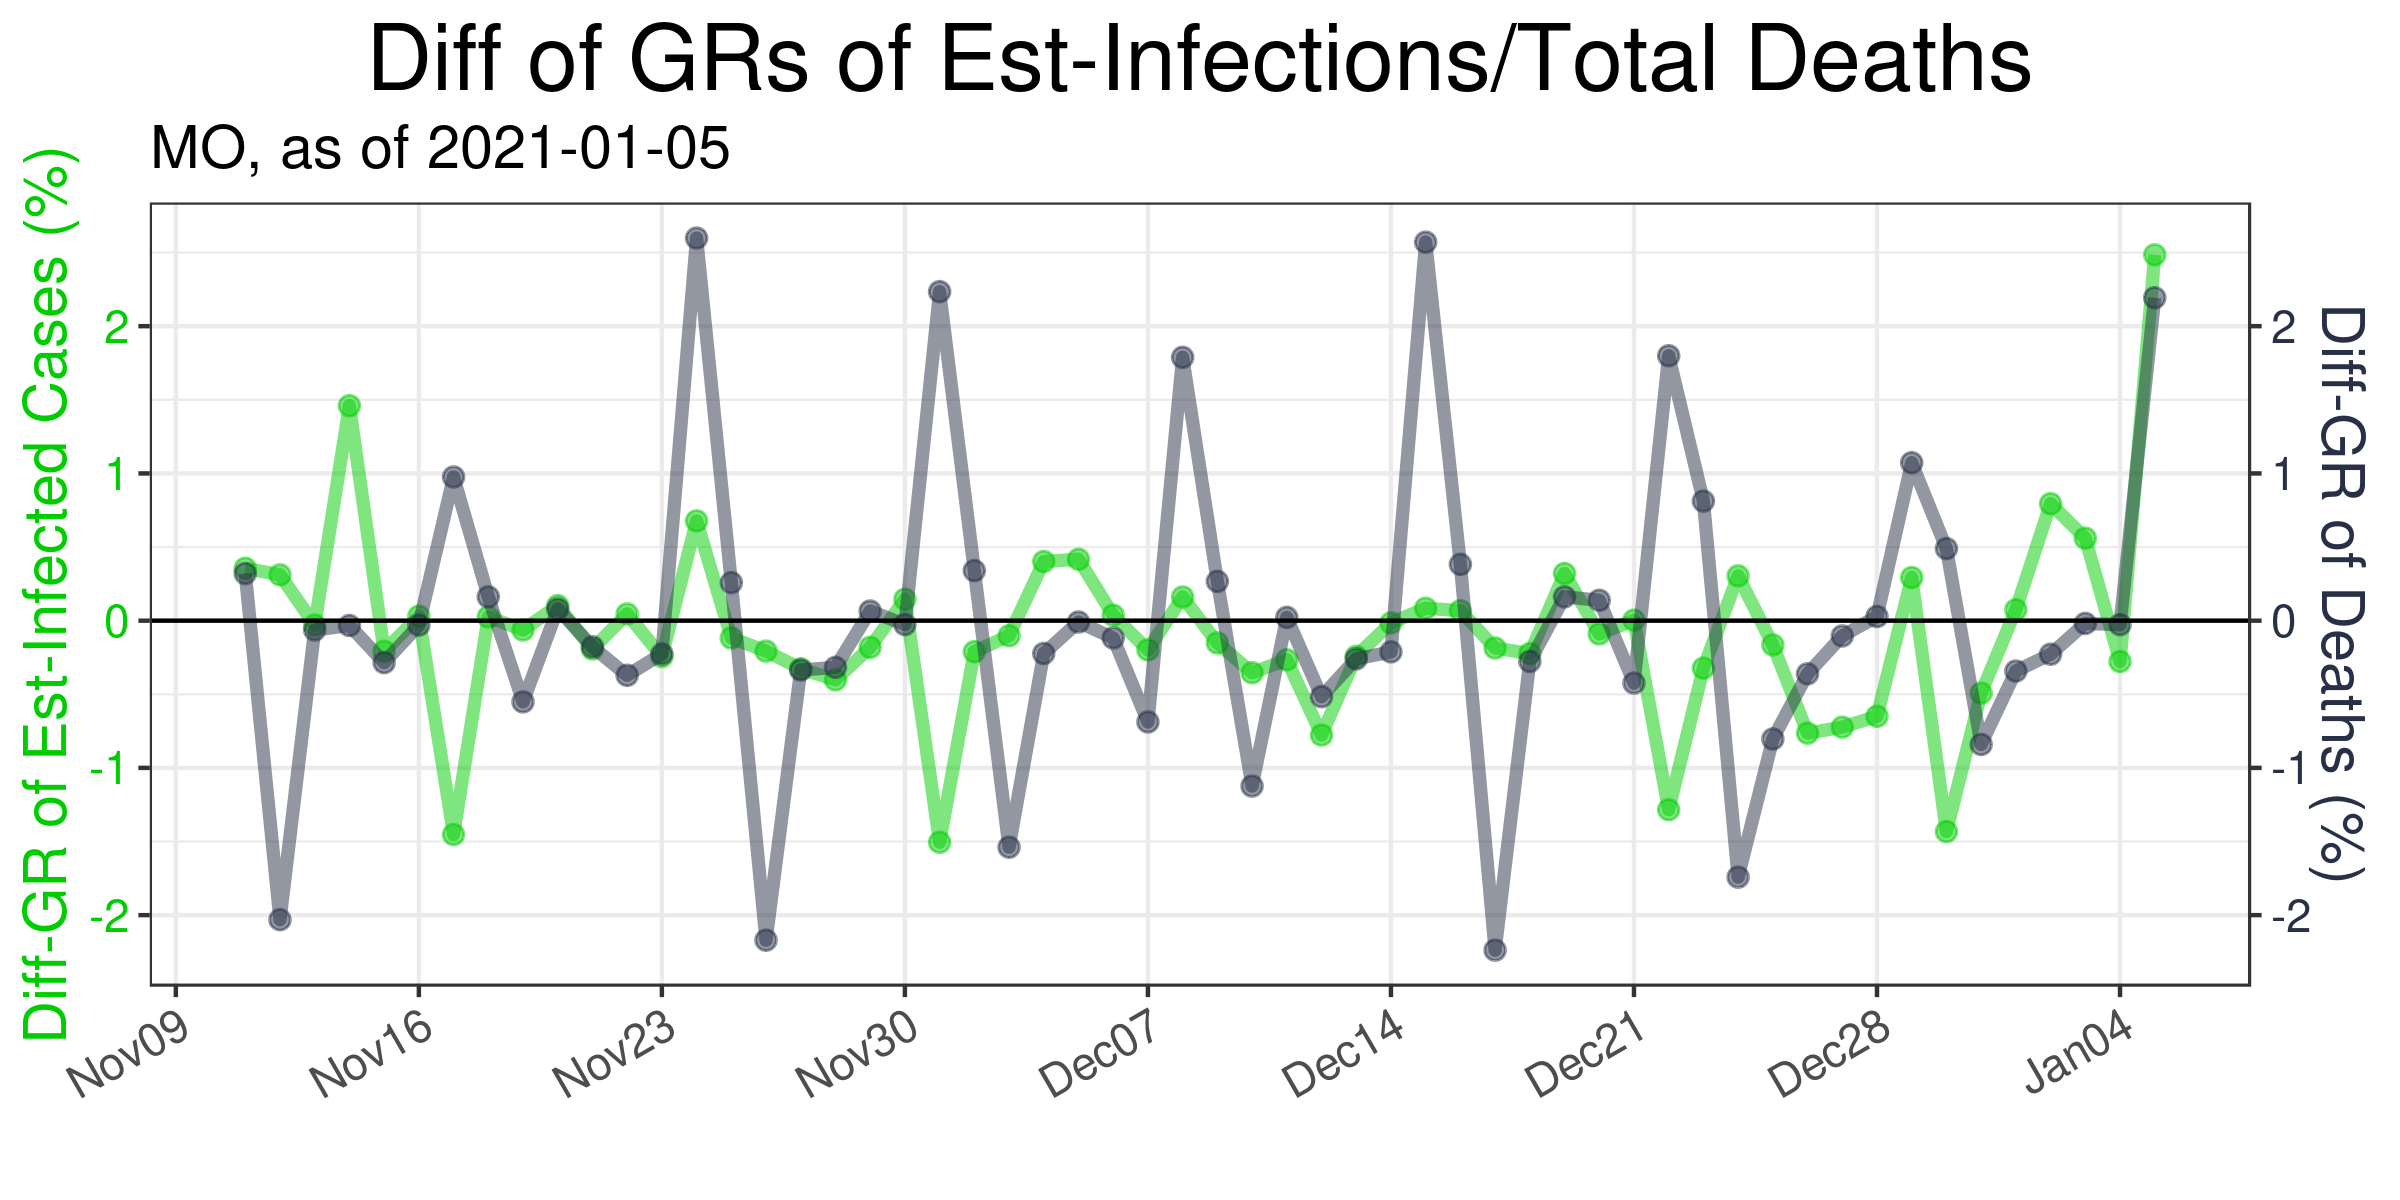 Diff of GRs of Est-Infections/Total Deaths
MO, as of 2021-01-05
Diff-GR of Est-Infected Cases (%)
2
1
0
-1
-2
2
1
0
-1
-2
Diff-GR of Deaths (%)
Nov09
Nov16
Nov23
Nov30
Dec07
Dec14
Dec21
Dec28
Jan04